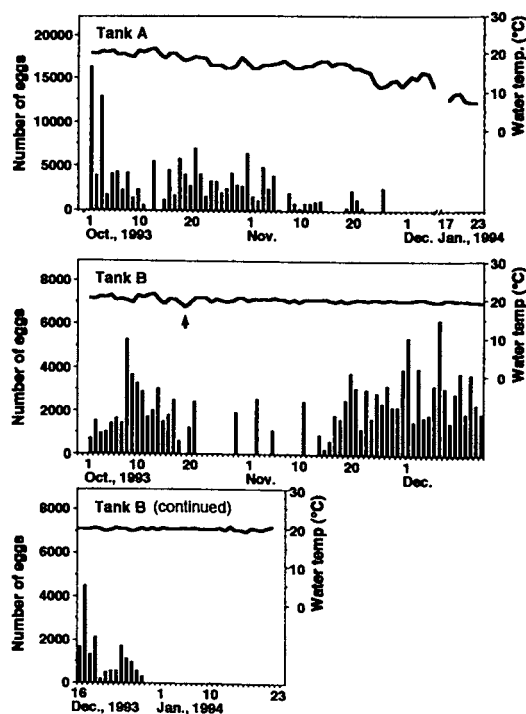 Tank A
Number of eggs
20000
15000
10000
5000
0
30
20
10
0
Water temp. (°C)
1 10 20 1 10 20 1 17 23
Oct., 1993 Nov. Dec. Jan., 1994
Tank B
Number of eggs
8000
6000
4000
2000
0
30
20
10
0
Water temp (°C)
1 10 20 1 10 20 1
Oct., 1993 Nov. Dec.
Tank B (continued)
Number of eggs
8000
6000
4000
2000
0
30
20
10
0
Water temp (°C)
16 1 10 23
Dec., 1993 Jan., 1994